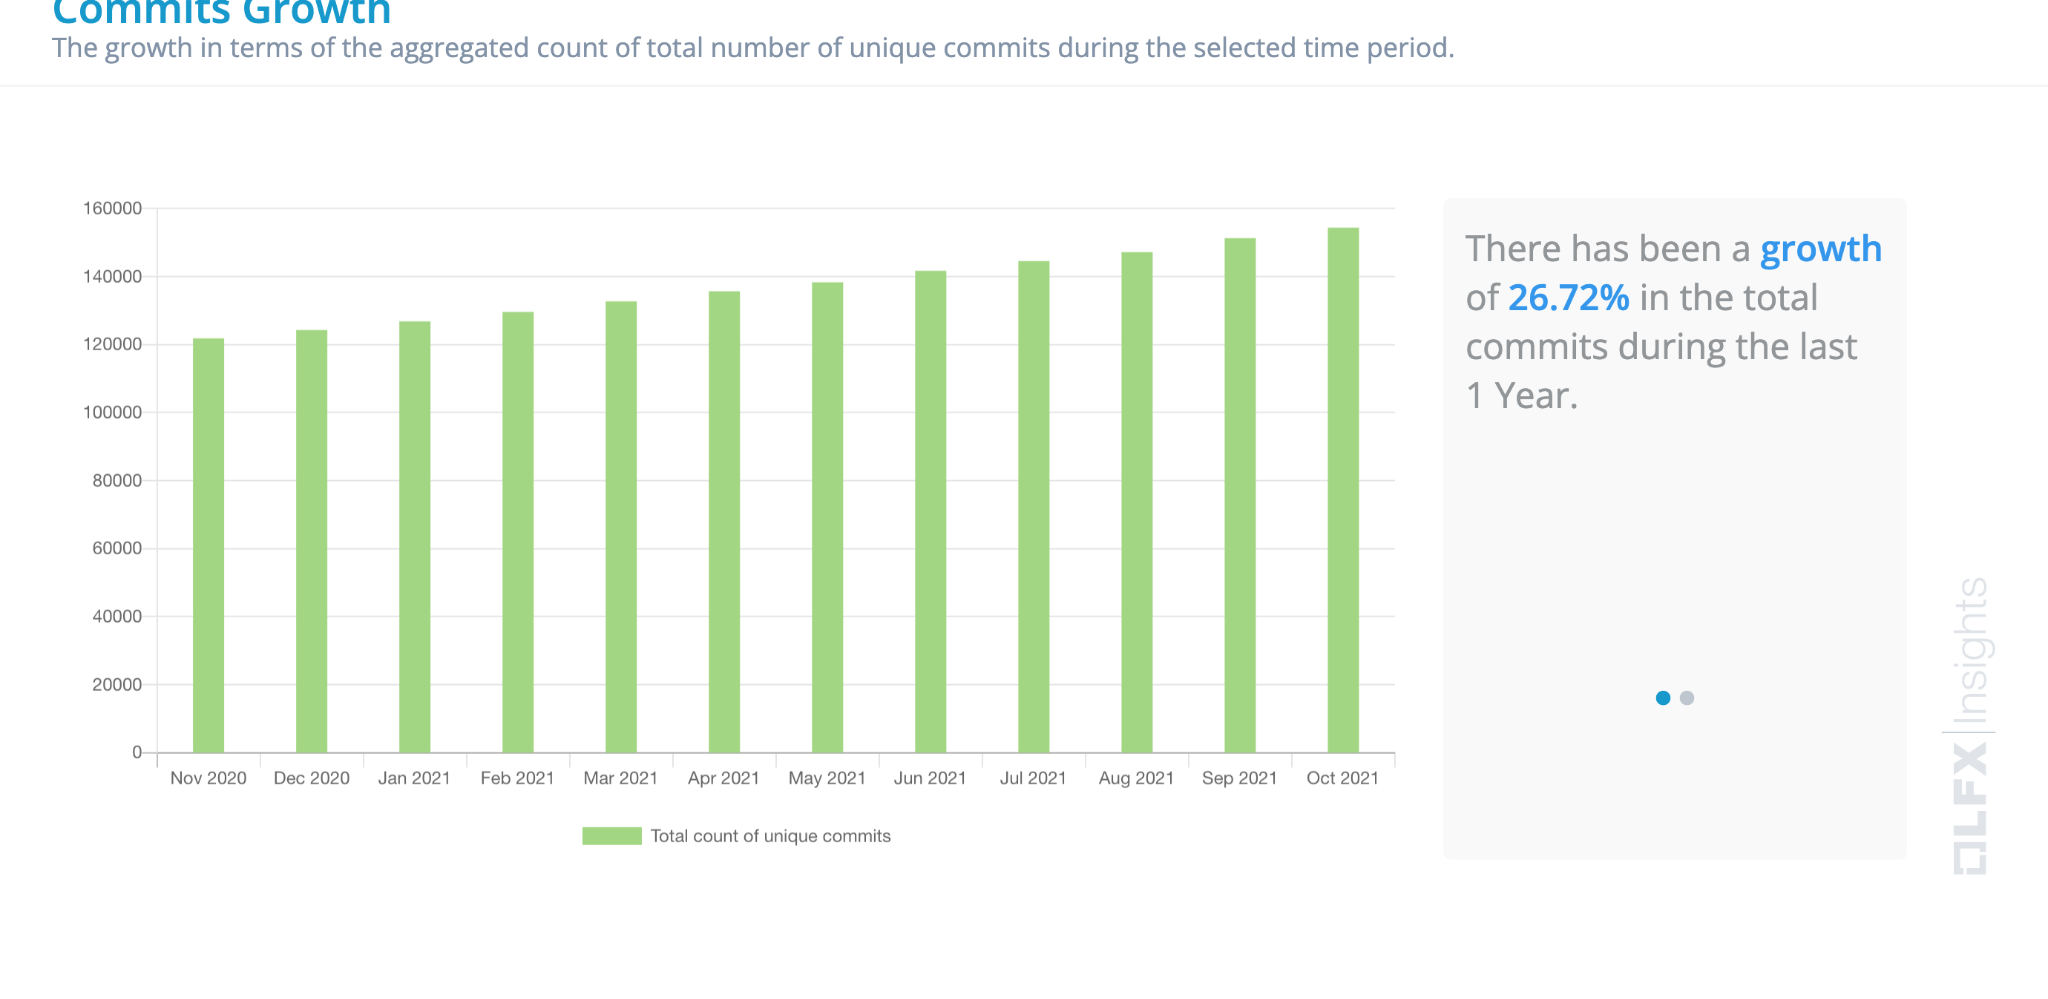 Commits Growth
The growth in terms of the aggregated count of total number of unique commits during the selected time period.
160000
140000
120000
100000
80000
60000
40000
20000
0
Nov 2020
Dec 2020
Jan 2021
Feb 2021
Mar 2021
Apr 2021
May 2021
Jun 2021
Jul 2021
Aug 2021
Sep 2021
Oct 2021
Total count of unique commits
There has been a growth
of 26.72% in the total
commits during the last
1 Year.
LFX Insights